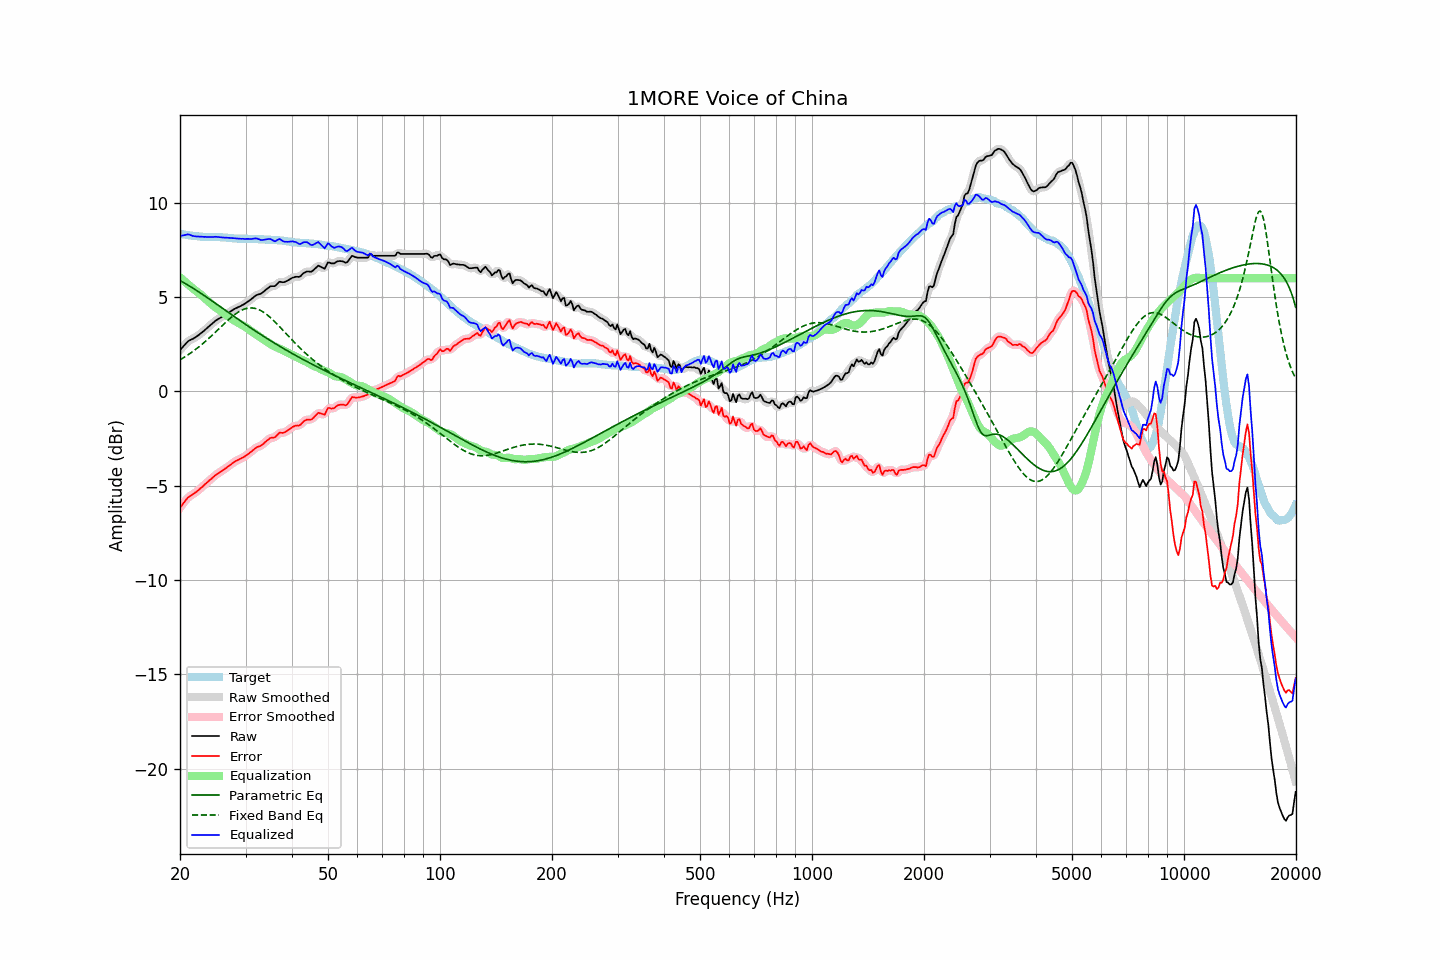 1MORE Voice of China
Amplitude (dBr)
10
5
0
−5
−10
−15
−20
Target
Raw Smoothed
Error Smoothed
Raw
Error
Equalization
Parametric Eq
Fixed Band Eq
Equalized
20 50 100 200 500 1000 2000 5000 10000 20000
Frequency (Hz)